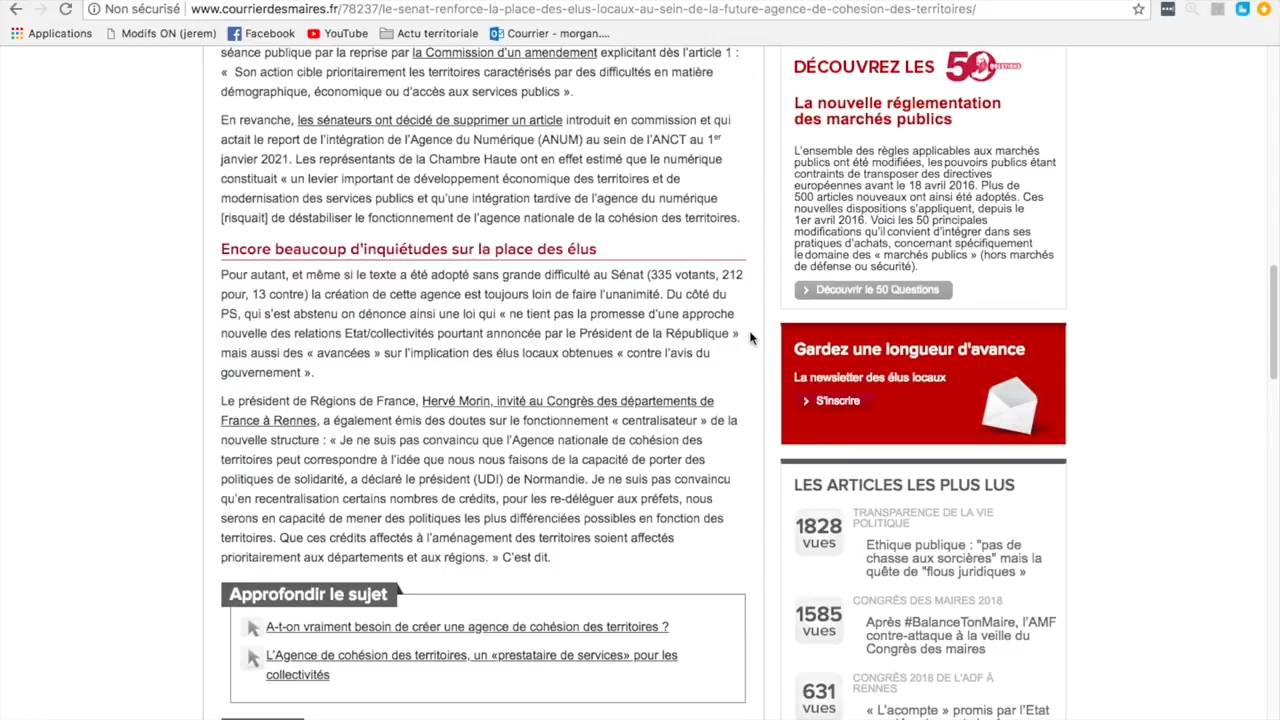 Non sécurisé | www.courrierdesmaires.fr/78237/le-senat-renforce-la-place-des-elus-locaux-au-sein-de-la-future-agence-de-cohesion-des-territoires/
Applications
Modifs ON (jerem)
Facebook
YouTube
Actu territoriale
Courrier - morgan....
séance publique par la reprise par la Commission d'un amendement explicitant dès l'article 1 :
« Son action cible prioritairement les territoires caractérisés par des difficultés en matière
démographique, économique ou d'accès aux services publics ».
En revanche, les sénateurs ont décidé de supprimer un article introduit en commission et qui
actait le report de l'intégration de l'Agence du Numérique (ANUM) au sein de l'ANCT au 1er
janvier 2021. Les représentants de la Chambre Haute ont en effet estimé que le numérique
constituait « un levier important de développement économique des territoires et de
modernisation des services publics et qu'une intégration tardive de l'agence du numérique
[risquait] de déstabiliser le fonctionnement de l'agence nationale de la cohésion des territoires.
Encore beaucoup d'inquiétudes sur la place des élus
Pour autant, et même si le texte a été adopté sans grande difficulté au Sénat (335 votants, 212
pour, 13 contre) la création de cette agence est toujours loin de faire l'unanimité. Du côté du
PS, qui s'est abstenu on dénonce ainsi une loi qui « ne tient pas la promesse d'une approche
nouvelle des relations Etat/collectivités pourtant annoncée par le Président de la République »
mais aussi des « avancées » sur l'implication des élus locaux obtenues « contre l'avis du
gouvernement ».
Le président de Régions de France, Hervé Morin, invité au Congrès des départements de
France à Rennes, a également émis des doutes sur le fonctionnement « centralisateur » de la
nouvelle structure : « Je ne suis pas convaincu que l'Agence nationale de cohésion des
territoires peut correspondre à l'idée que nous nous faisons de la capacité de porter des
politiques de solidarité, a déclaré le président (UDI) de Normandie. Je ne suis pas convaincu
qu'en recentralisation certains nombres de crédits, pour les re-déléguer aux préfets, nous
serons en capacité de mener des politiques les plus différenciées possibles en fonction des
territoires. Que ces crédits affectés à l'aménagement des territoires soient affectés
prioritairement aux départements et aux régions. » C'est dit.
Approfondir le sujet
A-t-on vraiment besoin de créer une agence de cohésion des territoires ?
L'Agence de cohésion des territoires, un «prestataire de services» pour les
collectivités
DÉCOUVREZ LES 50 QUESTIONS
La nouvelle réglementation
des marchés publics
L'ensemble des règles applicables aux marchés
publics ont été modifiées, les pouvoirs publics étant
contraints de transposer des directives
européennes avant le 18 avril 2016. Plus de
500 articles nouveaux ont ainsi été adoptés. Ces
nouvelles dispositions s'appliquent, depuis le
1er avril 2016. Voici les 50 principales
modifications qu'il convient d'intégrer dans ses
pratiques d'achats, concernant spécifiquement
le domaine des « marchés publics » (hors marchés
de défense ou sécurité).
Découvrir le 50 Questions
Gardez une longueur d'avance
La newsletter des élus locaux
S'inscrire
LES ARTICLES LES PLUS LUS
1828
vues
TRANSPARENCE DE LA VIE
POLITIQUE
Ethique publique : "pas de
chasse aux sorcières" mais la
quête de "flous juridiques »
1585
vues
CONGRÈS DES MAIRES 2018
Après #BalanceTonMaire, l'AMF
contre-attaque à la veille du
Congrès des maires
631
vues
CONGRÈS 2018 DE L'ADF À
RENNES
« L'acompte » promis par l'Etat